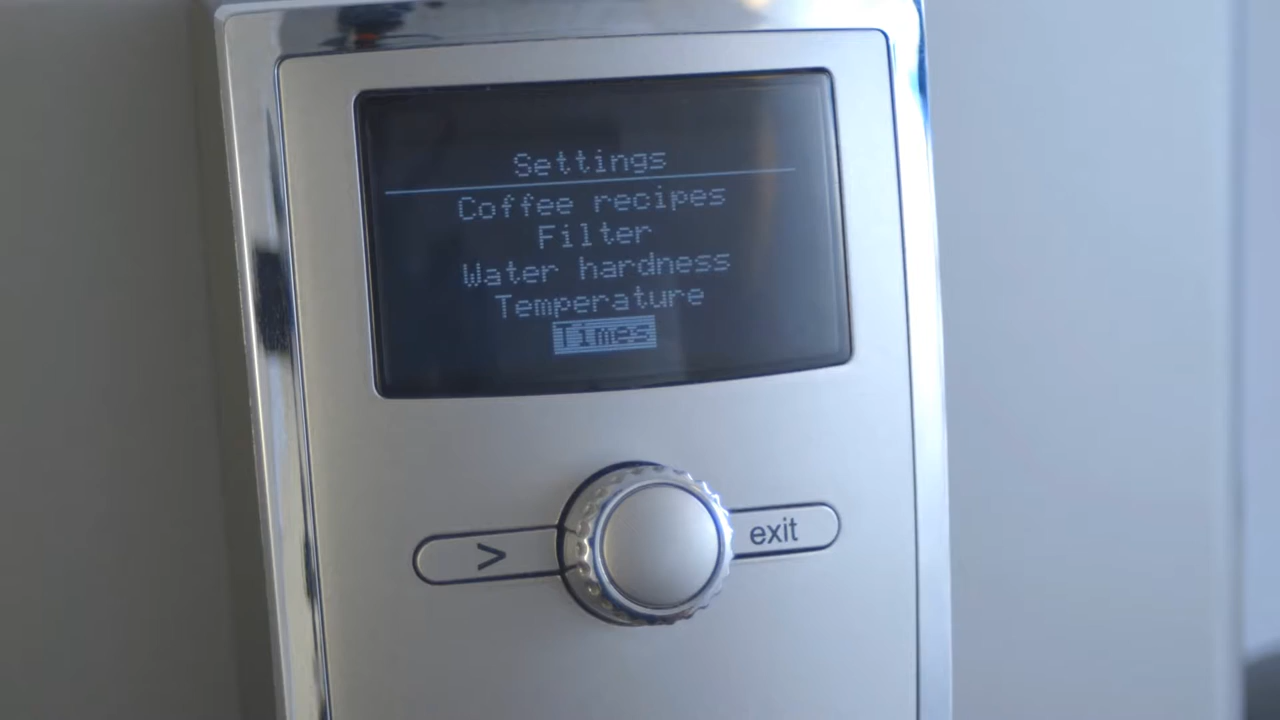 Settings
Coffee recipes
Filter
Water hardness
Temperature
Times
>
exit